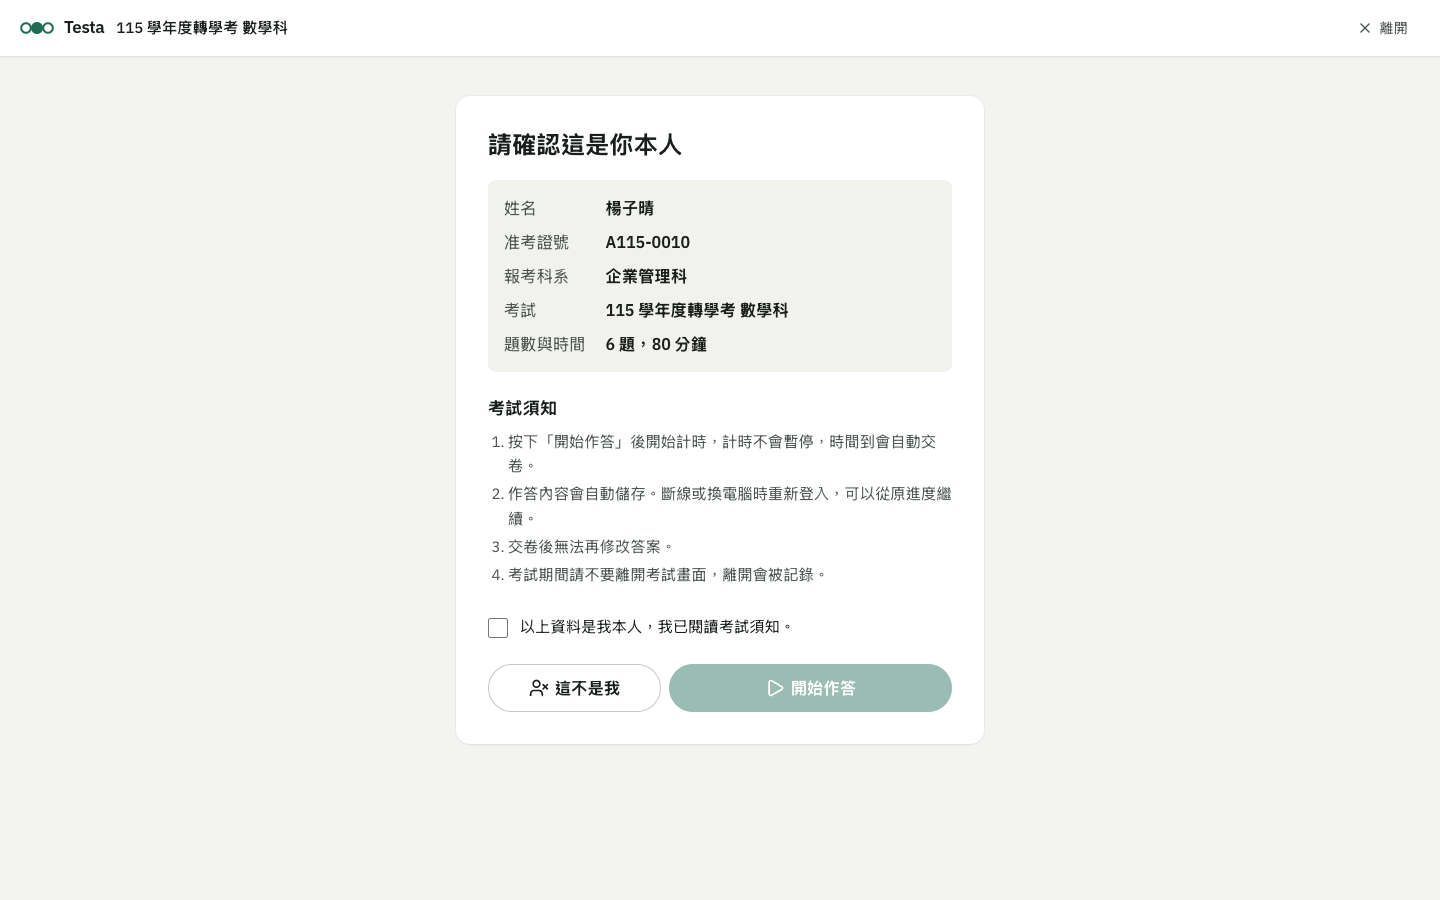 Testa 115 學年度轉學考 數學科
離開
請確認這是你本人
姓名 楊子晴
准考證號 A115-0010
報考科系 企業管理科
考試 115 學年度轉學考 數學科
題數與時間 6 題，80 分鐘
考試須知
1. 按下「開始作答」後開始計時，計時不會暫停，時間到會自動交
卷。
2. 作答內容會自動儲存。斷線或換電腦時重新登入，可以從原進度繼
續。
3. 交卷後無法再修改答案。
4. 考試期間請不要離開考試畫面，離開會被記錄。
以上資料是我本人，我已閱讀考試須知。
這不是我 開始作答